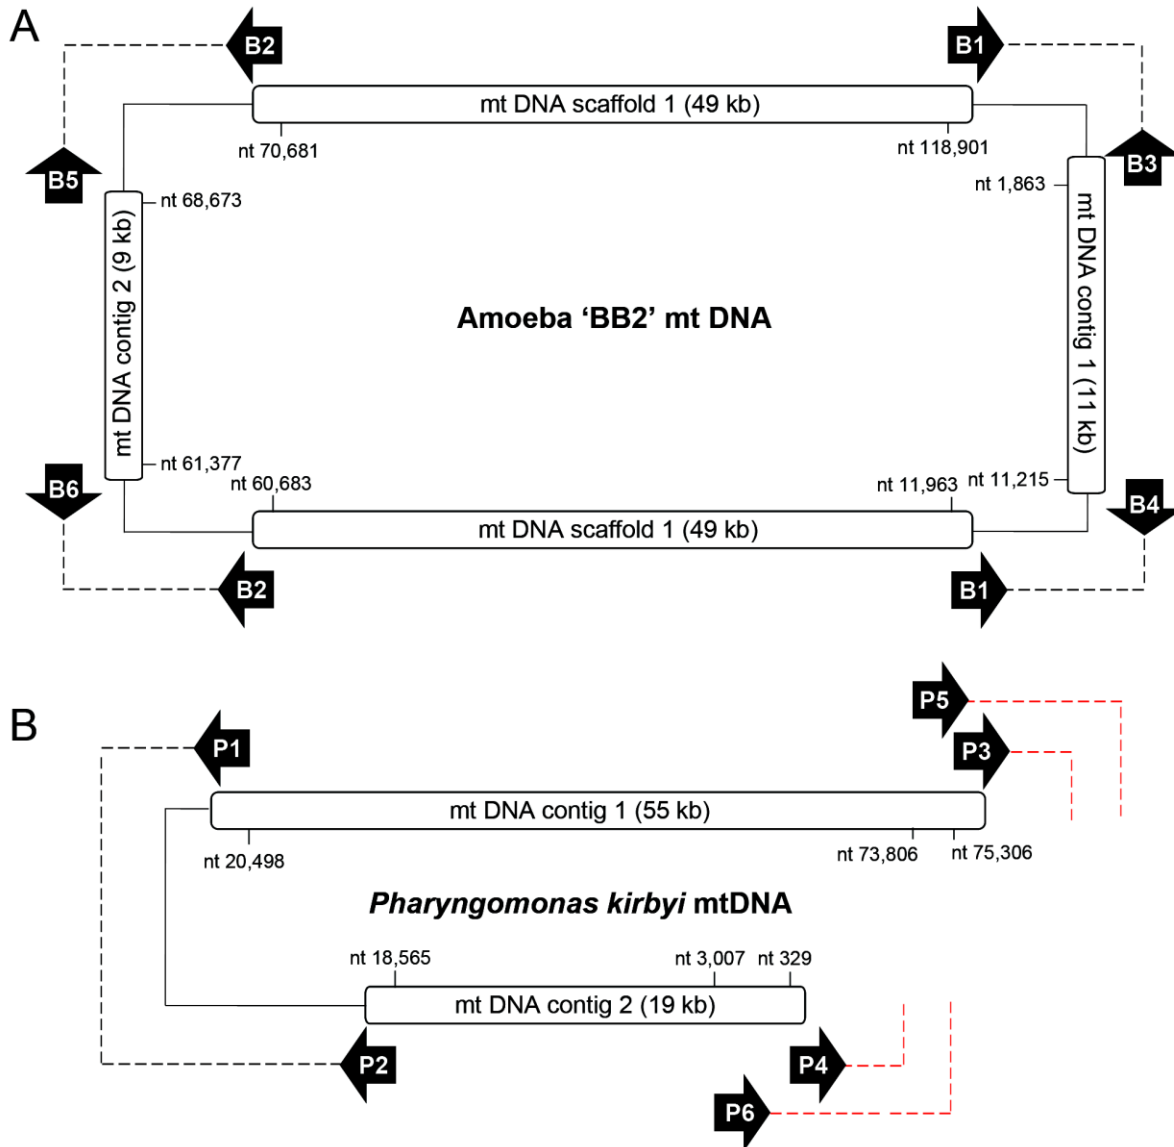 A
B2
B1
mt DNA scaffold 1 (49 kb)
nt 70,681
nt 118,901
B5
B3
nt 68,673
nt 1,863
mt DNA contig 2 (9 kb)
mt DNA contig 1 (11 kb)
Amoeba ‘BB2’ mt DNA
nt 61,377
nt 60,683
nt 11,963
nt 11,215
B6
B4
mt DNA scaffold 1 (49 kb)
B2
B1
B
P5
P1
P3
mt DNA contig 1 (55 kb)
nt 20,498
nt 73,806
nt 75,306
Pharyngomonas kirbyi mtDNA
nt 18,565
nt 3,007
nt 329
mt DNA contig 2 (19 kb)
P2
P4
P6